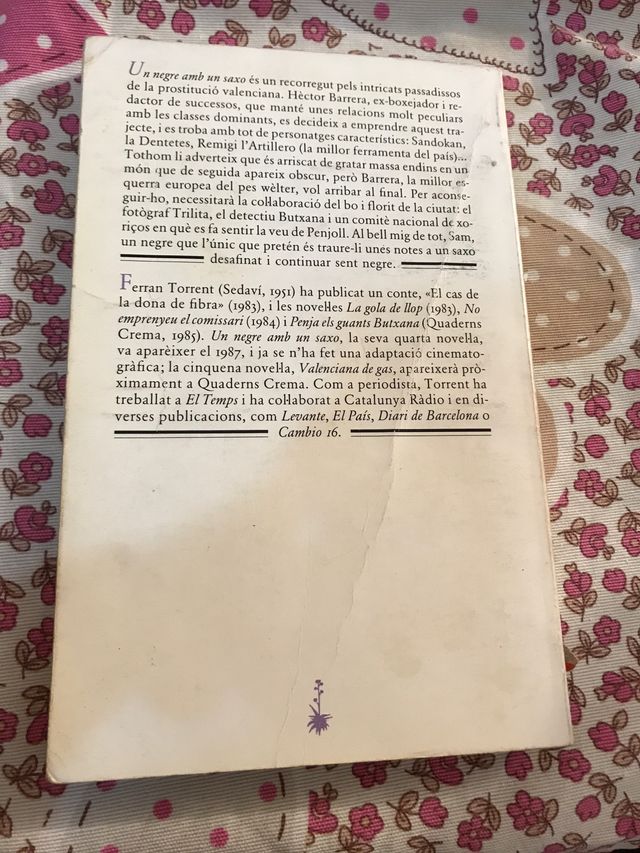 Un negre amb un saxo és un recorregut pels intricats passadissos
de la prostitució valenciana. Hèctor Barrera, ex-boxejador i re-
dactor de successos, que manté unes relacions molt peculiars
amb les classes dominants, es decideix a emprendre aquest tra-
jecte, i es troba amb tot de personatges característics: Sandokan,
la Dentetes, Remigi l'Artillero (la millor ferramenta del país)...
Tothom li adverteix que és arriscat de gratar massa endins en un
món que de seguida apareix obscur, però Barrera, la millor es-
querra europea del pes wèlter, vol arribar al final. Per aconse-
guir-ho, necessitarà la col·laboració del bo i florit de la ciutat: el
fotògraf Trilita, el detectiu Butxana i un comitè nacional de xo-
riços en què es fa sentir la veu de Penjoll. Al bell mig de tot, Sam,
un negre que l'únic que pretén és traure-li unes notes a un saxo
desafinat i continuar sent negre.
Ferran Torrent (Sedaví, 1951) ha publicat un conte, «El cas de
la dona de fibra» (1983), i les novel·les La gola de llop (1983), No
emprenyeu el comissari (1984) i Penja els guants Butxana (Quaderns
Crema, 1985). Un negre amb un saxo, la seva quarta novel·la,
va aparèixer el 1987, i ja se n'ha fet una adaptació cinemato-
gràfica; la cinquena novel·la, Valenciana de gas, apareixerà prò-
ximament a Quaderns Crema. Com a periodista, Torrent ha
treballat a El Temps i ha col·laborat a Catalunya Ràdio i en di-
verses publicacions, com Levante, El País, Diari de Barcelona o
Cambio 16.